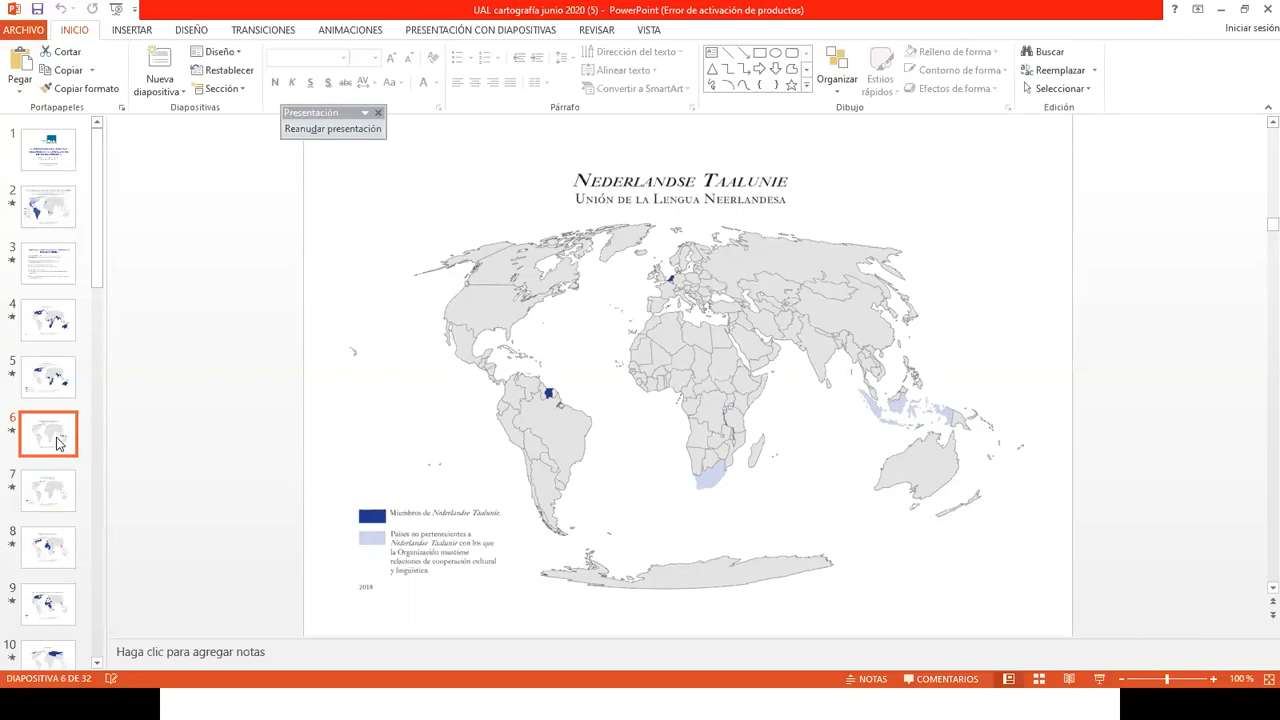 UAL cartografía junio 2020 (5) - PowerPoint (Error de activación de productos)
ARCHIVO INICIO INSERTAR DISEÑO TRANSICIONES ANIMACIONES PRESENTACIÓN CON DIAPOSITIVAS REVISAR VISTA Iniciar sesión
Pegar
Cortar
Copiar
Copiar formato
Portapapeles
Nueva
diapositiva
Diseño
Restablecer
Sección
Diapositivas
N K S S abc AV Aa A
Dirección del texto
Alinear texto
Convertir a SmartArt
Párrafo
Organizar
Estilos
rápidos
Relleno de forma
Contorno de forma
Efectos de forma
Dibujo
Buscar
Reemplazar
Seleccionar
Edición
Presentación
Reanudar presentación
1
2
3
4
5
6
7
8
9
10
Nederlandse Taalunie
Unión de la Lengua Neerlandesa
Miembros de Nederlandse Taalunie.
Países no pertenecientes a
Nederlandse Taalunie con los que
la Organización mantiene
relaciones de cooperación cultural
y lingüística.
2018
Haga clic para agregar notas
DIAPOSITIVA 6 DE 32 NOTAS COMENTARIOS 100 %